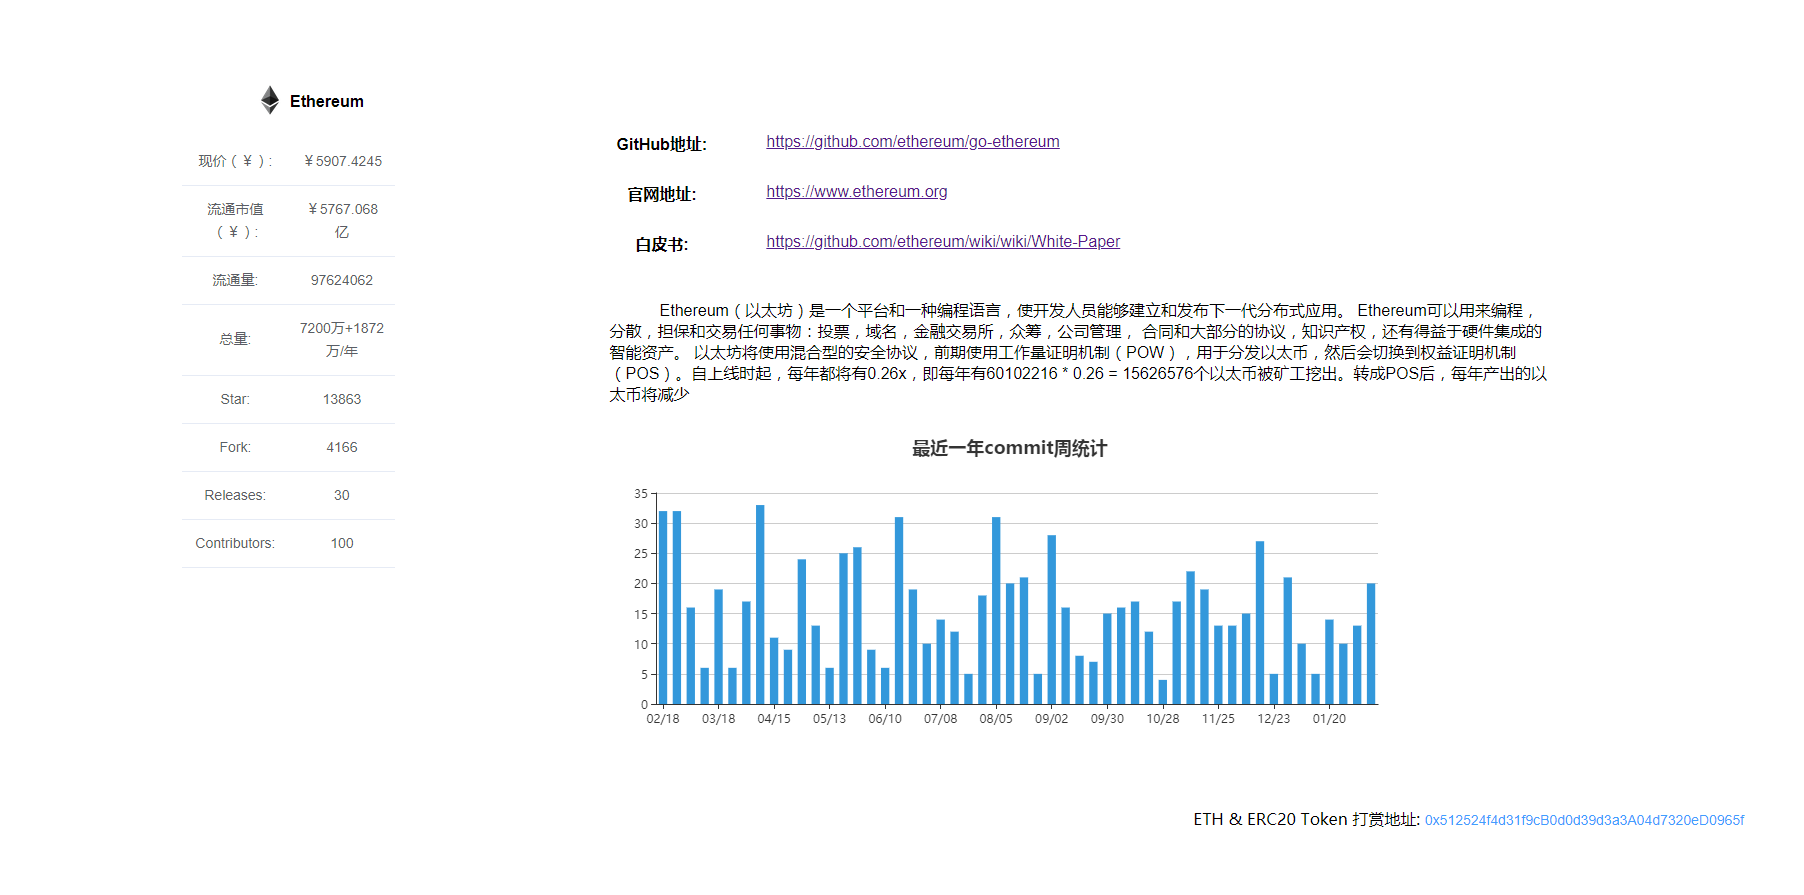 Ethereum
现价（¥）: ¥5907.4245
流通市值 ¥5767.068
（¥）: 亿
流通量: 97624062
7200万+1872
总量:
万/年
Star: 13863
Fork: 4166
Releases: 30
Contributors: 100
GitHub地址: https://github.com/ethereum/go-ethereum
官网地址: https://www.ethereum.org
白皮书: https://github.com/ethereum/wiki/wiki/White-Paper
Ethereum（以太坊）是一个平台和一种编程语言，使开发人员能够建立和发布下一代分布式应用。 Ethereum可以用来编程，
分散，担保和交易任何事物：投票，域名，金融交易所，众筹，公司管理， 合同和大部分的协议，知识产权，还有得益于硬件集成的
智能资产。 以太坊将使用混合型的安全协议，前期使用工作量证明机制（POW），用于分发以太币，然后会切换到权益证明机制
（POS）。自上线时起，每年都将有0.26x，即每年有60102216 * 0.26 = 15626576个以太币被矿工挖出。转成POS后，每年产出的以
太币将减少
最近一年commit周统计
35
30
25
20
15
10
5
0
02/18 03/18 04/15 05/13 06/10 07/08 08/05 09/02 09/30 10/28 11/25 12/23 01/20
ETH & ERC20 Token 打赏地址: 0x512524f4d31f9cB0d0d39d3a3A04d7320eD0965f